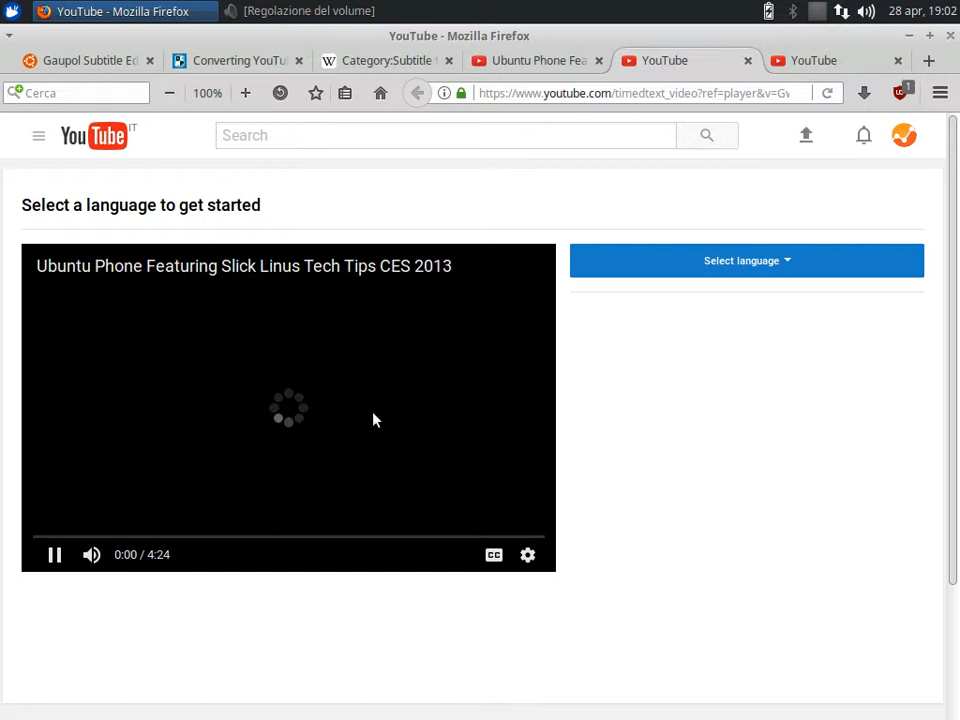 YouTube - Mozilla Firefox
[Regolazione del volume]
28 apr, 19:02
YouTube - Mozilla Firefox
Gaupol Subtitle Ed
Converting YouTu
Category:Subtitle f
Ubuntu Phone Fea
YouTube
YouTube
Cerca
100%
https://www.youtube.com/timedtext_video?ref=player&v=Gv
1
YouTube IT
Search
Select a language to get started
Ubuntu Phone Featuring Slick Linus Tech Tips CES 2013
Select language
0:00 / 4:24
CC